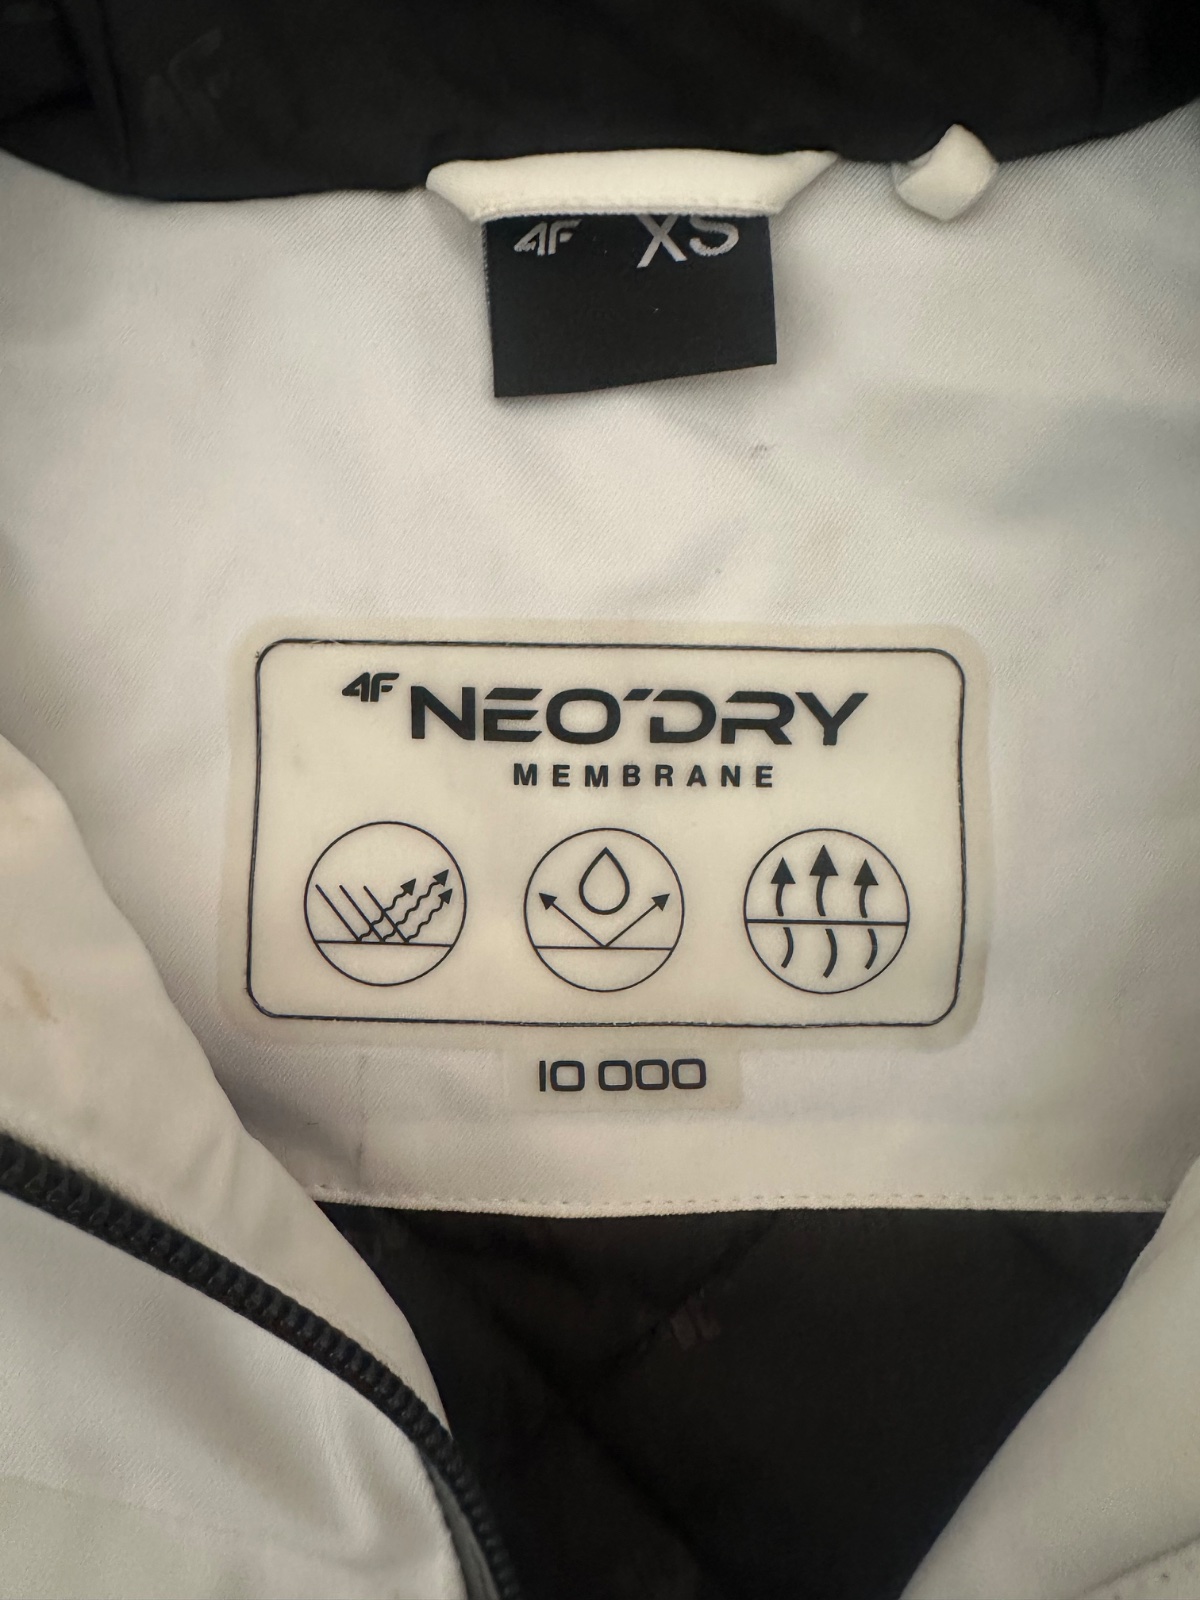 4F XS
4F NEO'DRY
MEMBRANE
10 000